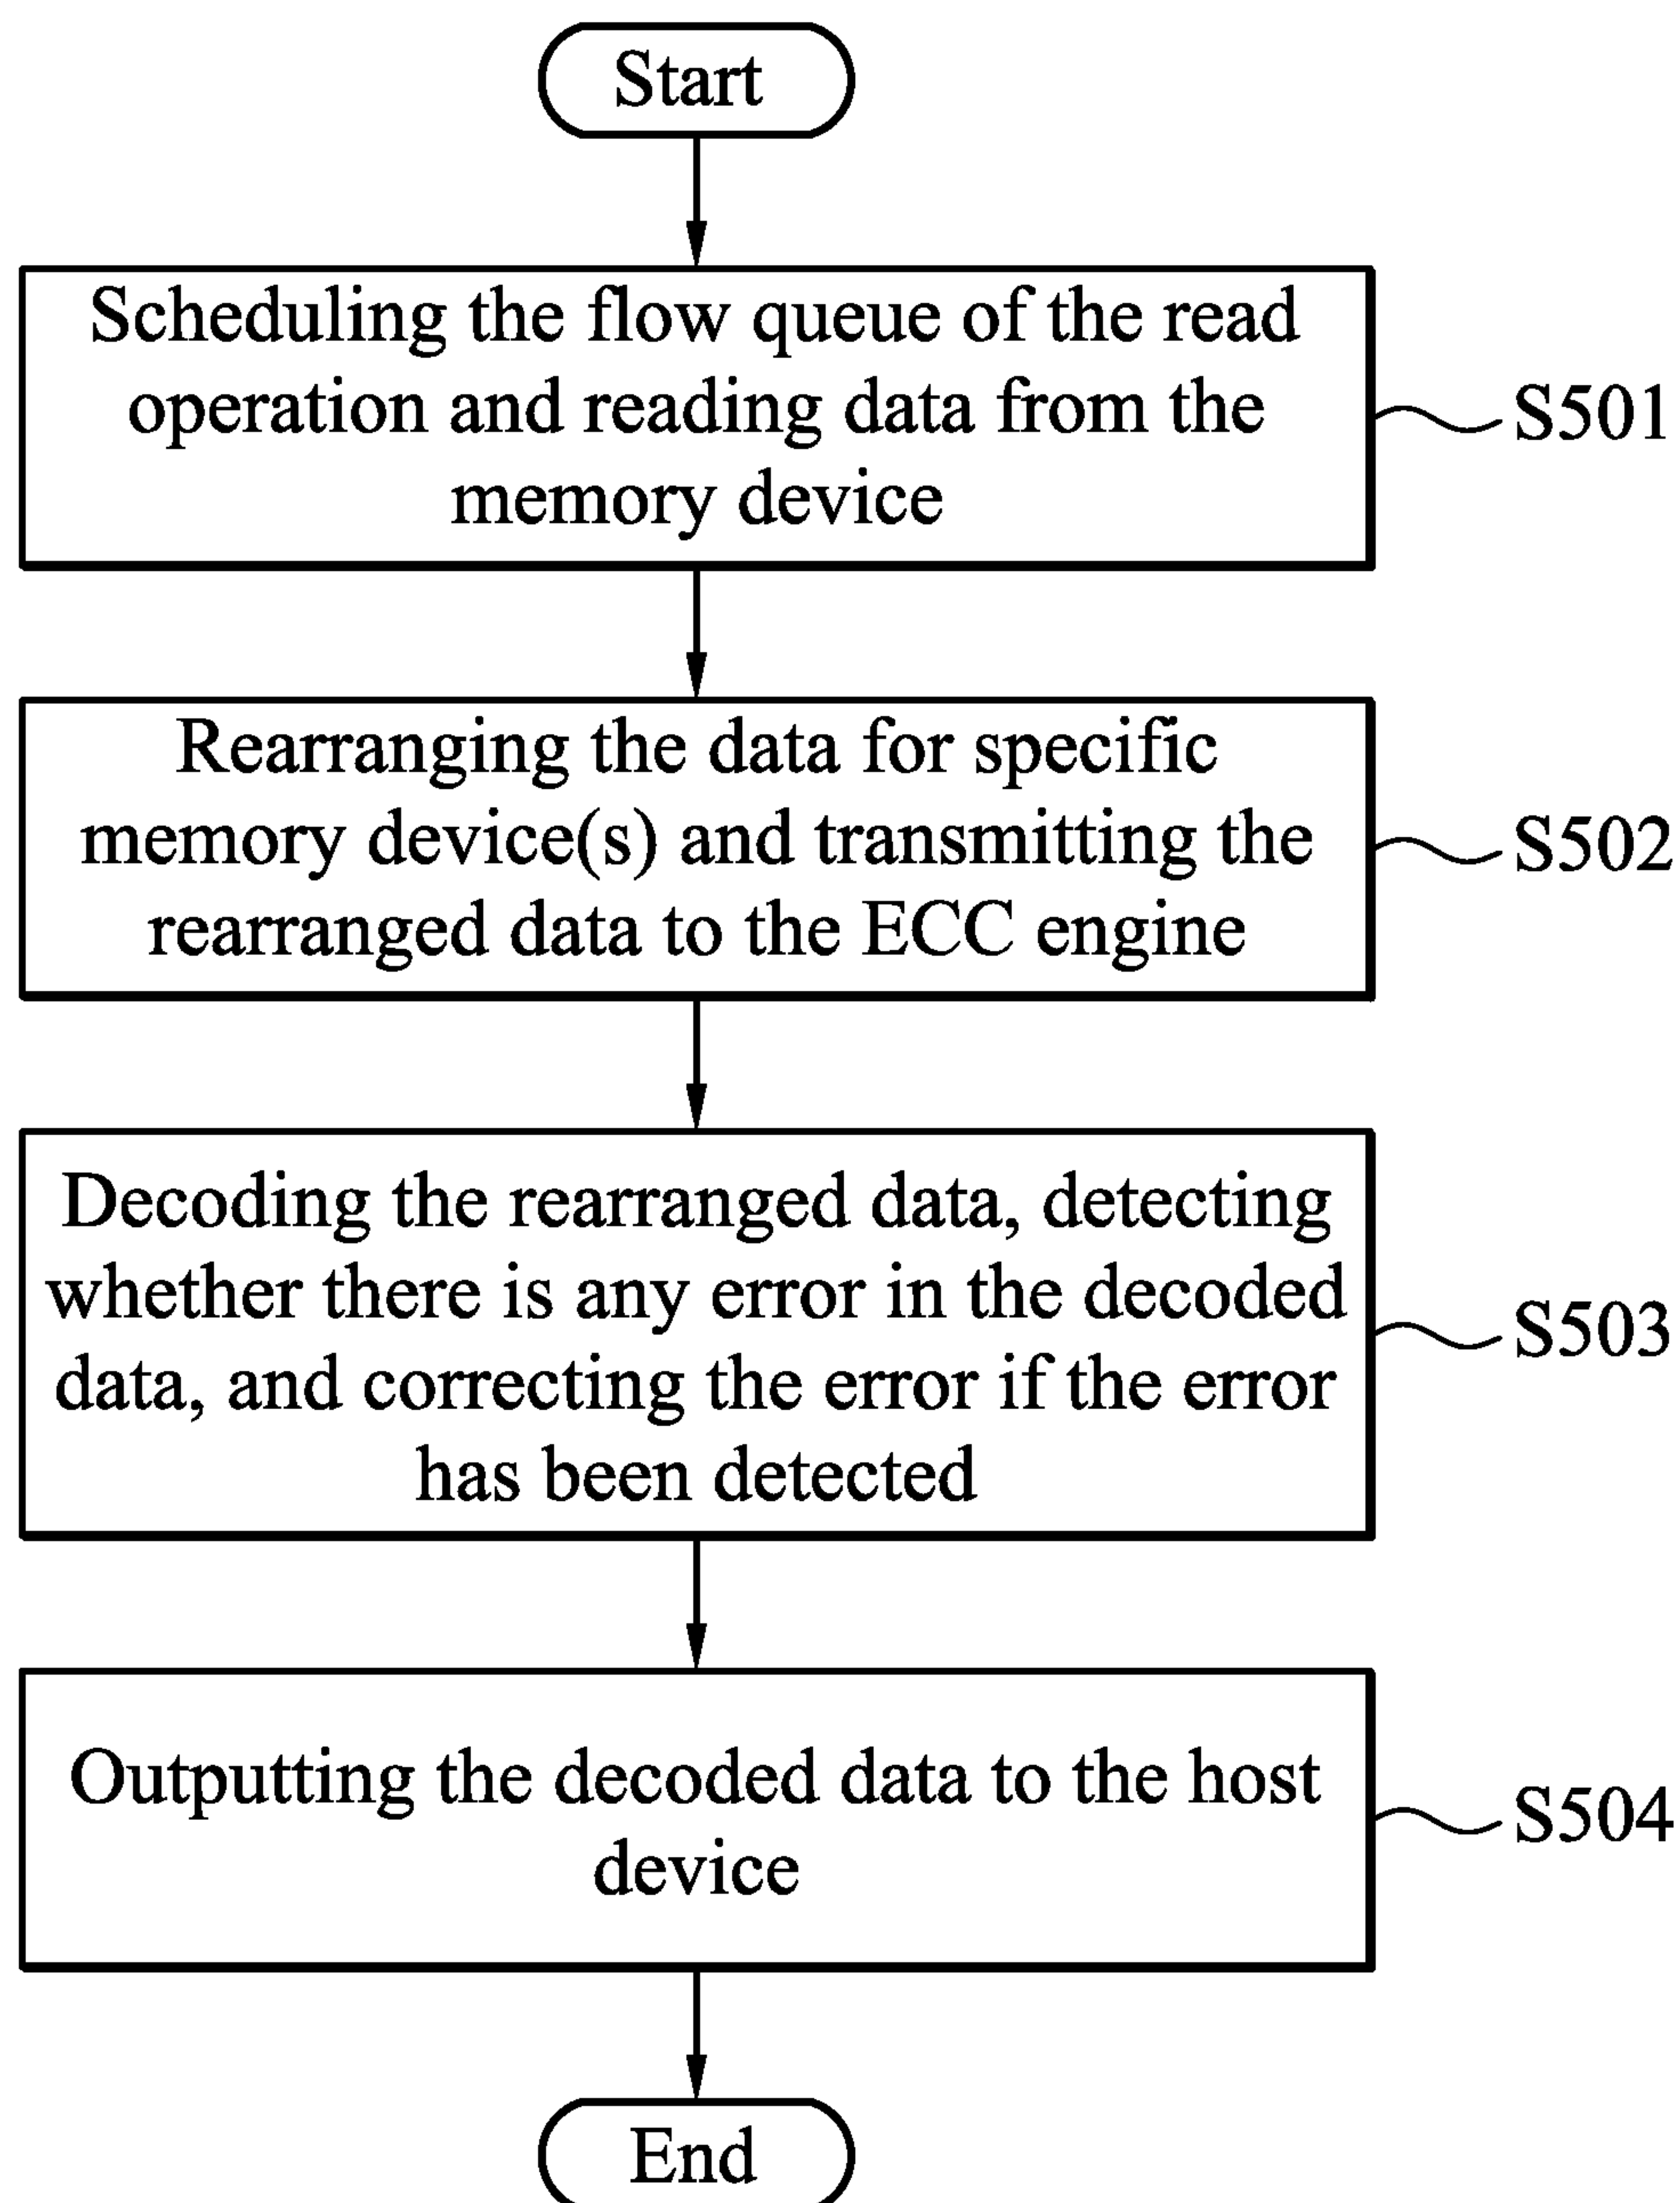 Start
Scheduling the flow queue of the read
operation and reading data from the
memory device
S501
Rearranging the data for specific
memory device(s) and transmitting the
rearranged data to the ECC engine
S502
Decoding the rearranged data, detecting
whether there is any error in the decoded
data, and correcting the error if the error
has been detected
S503
Outputting the decoded data to the host
device
S504
End